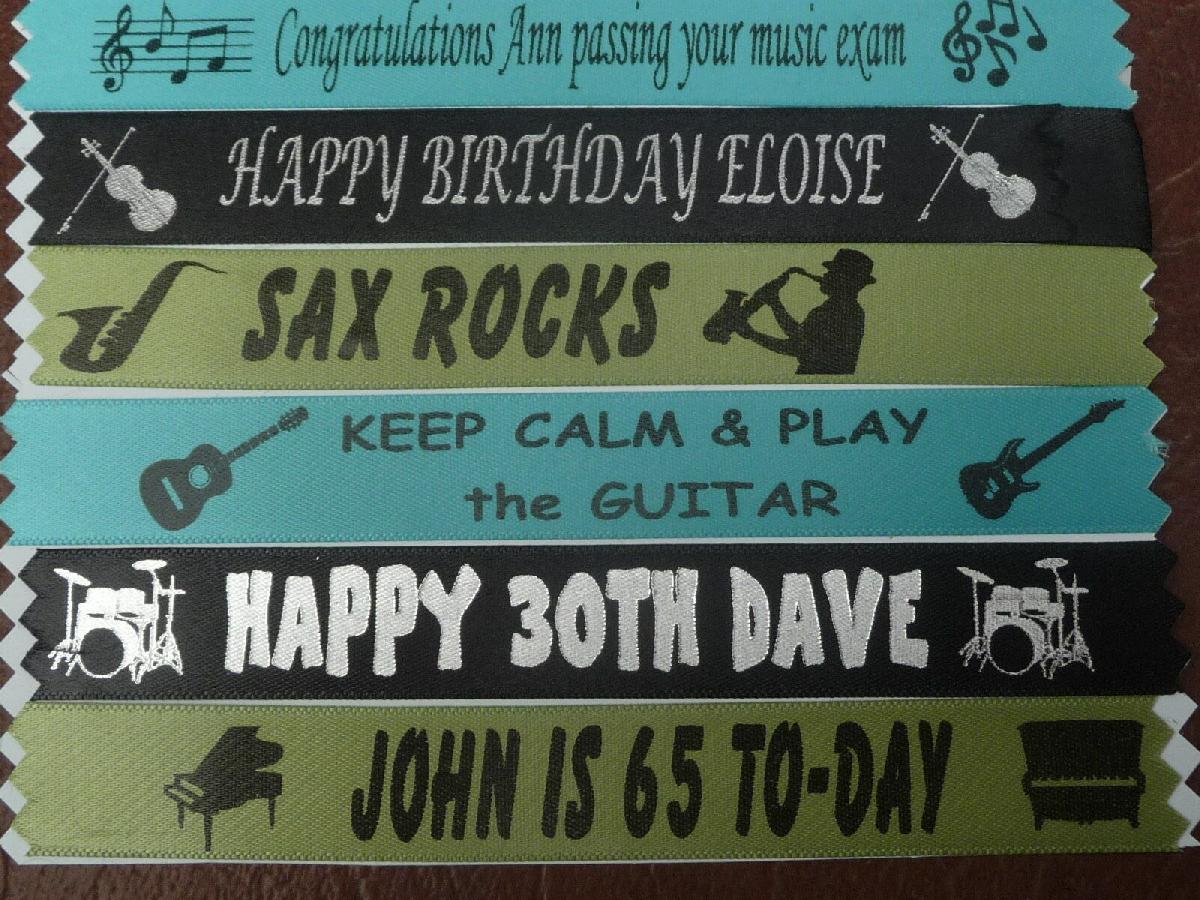 Congratulations Ann passing your music exam
HAPPY BIRTHDAY ELOISE
SAX ROCKS
KEEP CALM & PLAY
the GUITAR
HAPPY 30TH DAVE
JOHN IS 65 TO-DAY